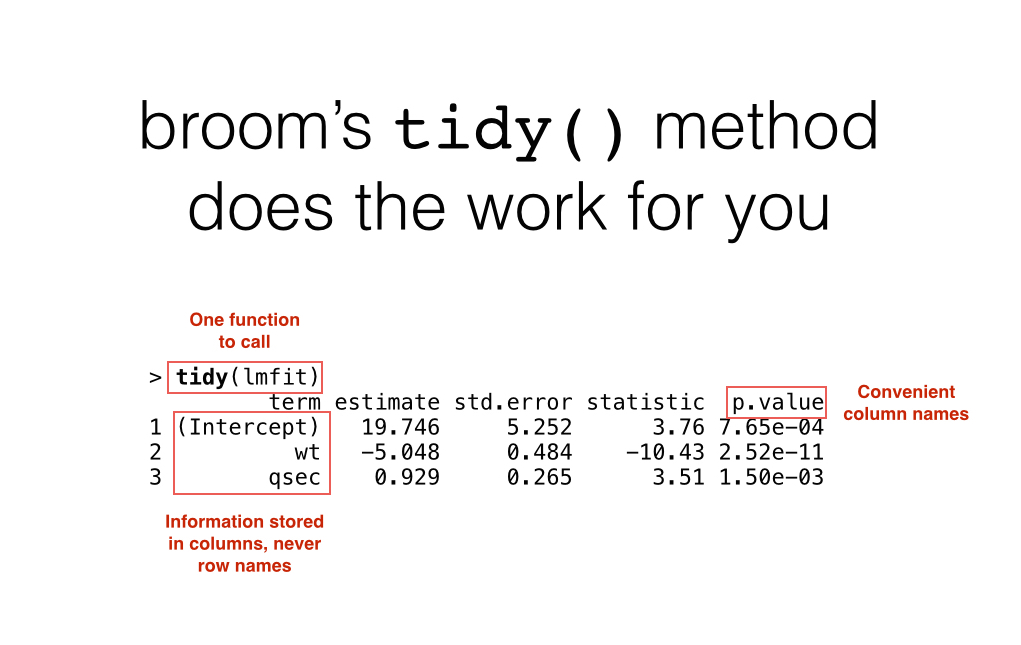 broom’s tidy() method
does the work for you
One function
to call
> tidy(lmfit)
term estimate std.error statistic p.value
1 (Intercept) 19.746 5.252 3.76 7.65e-04
2 wt -5.048 0.484 -10.43 2.52e-11
3 qsec 0.929 0.265 3.51 1.50e-03
Convenient
column names
Information stored
in columns, never
row names